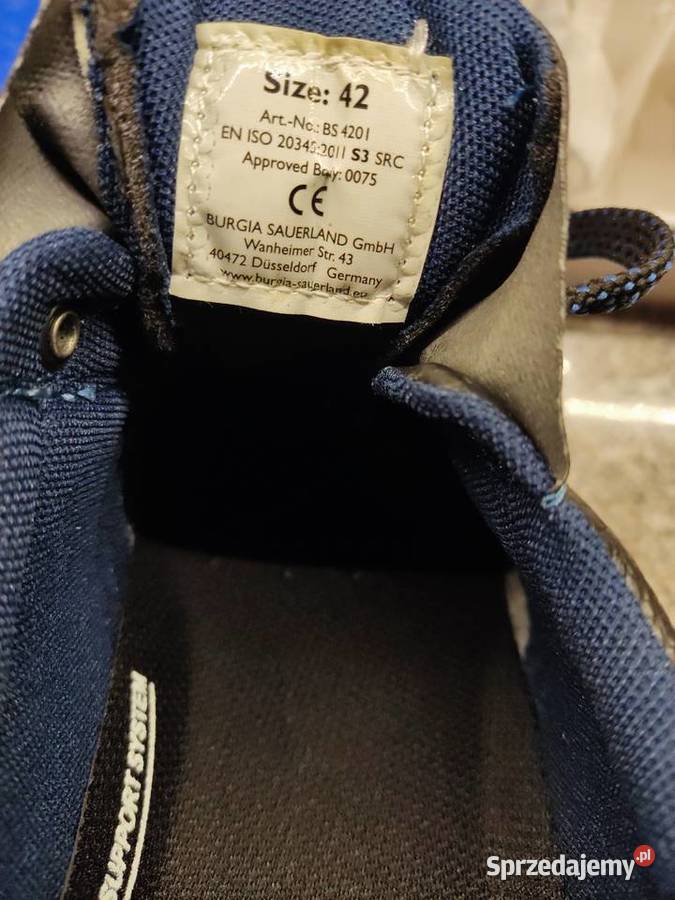 Size: 42
Art.-No.: BS 4201
EN ISO 20345:2011 S3 SRC
Approved Boy: 0075
CE
BURGIA SAUERLAND GmbH
Wanheimer Str. 43
40472 Düsseldorf Germany
www.burgia-sauerland.eu
SUPPORT SYSTEM
Sprzedajemy.pl